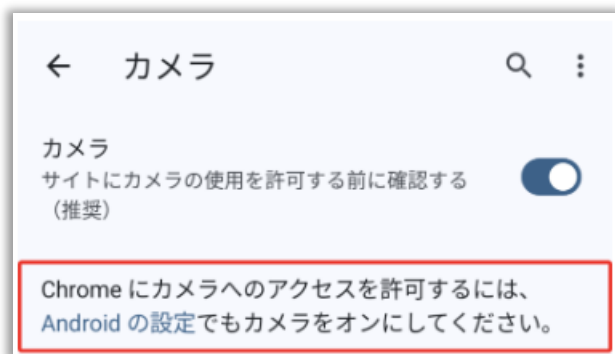 カメラ
カメラ
サイトにカメラの使用を許可する前に確認する
（推奨）
Chrome にカメラへのアクセスを許可するには、
Android の設定でもカメラをオンにしてください。